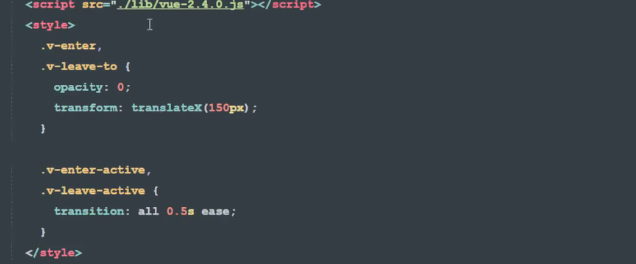 <script src="./lib/vue-2.4.0.js"></script>
<style>
.v-enter,
.v-leave-to {
opacity: 0;
transform: translateX(150px);
}
.v-enter-active,
.v-leave-active {
transition: all 0.5s ease;
}
</style>